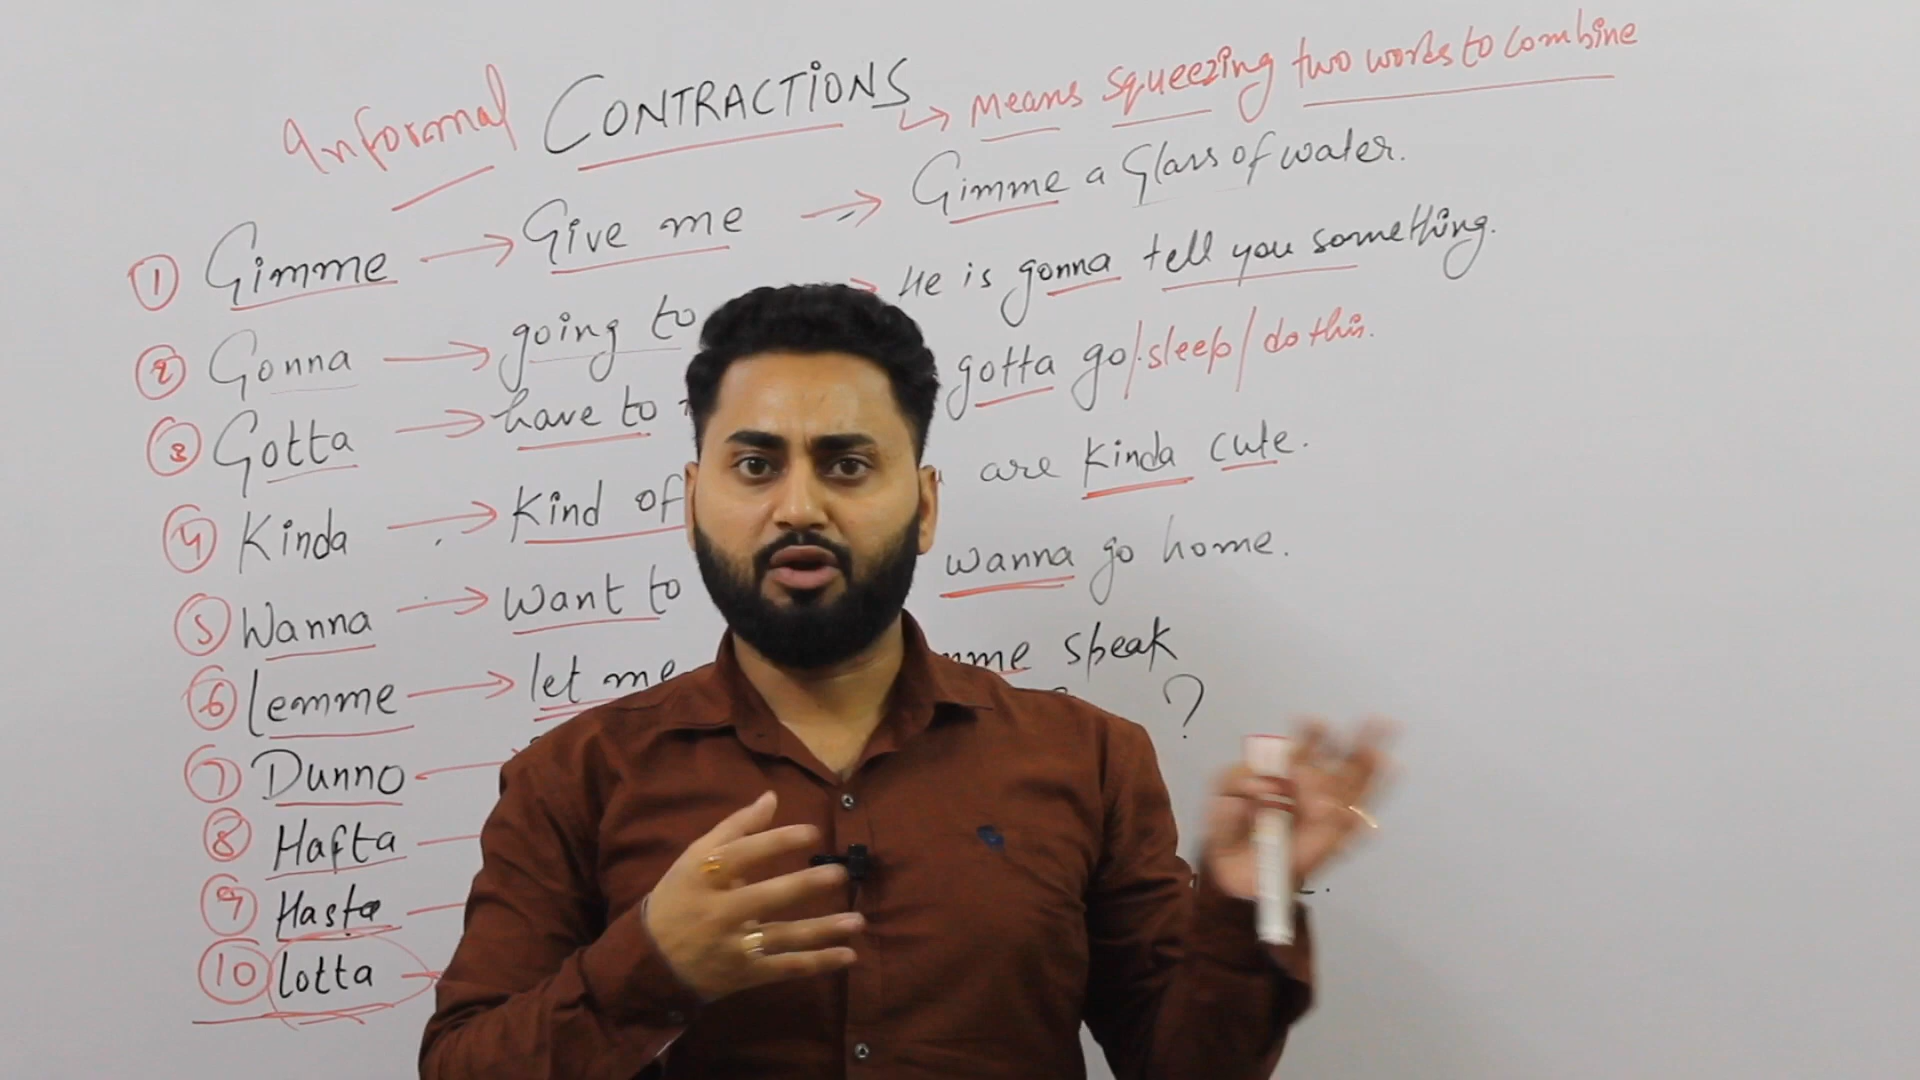 Informal CONTRACTIONS ↳ Means squeezing two works to combine
① Gimme → Give me → Gimme a Glass of water.
② Gonna → going to → He is gonna tell you something.
③ Gotta → have to gotta go/sleep/do this.
④ Kinda → Kind of are Kinda cute.
⑤ Wanna → want to wanna go home.
⑥ lemme → let me mme speak
⑦ Dunno ?
⑧ Hafta
⑨ Hasta
⑩ lotta